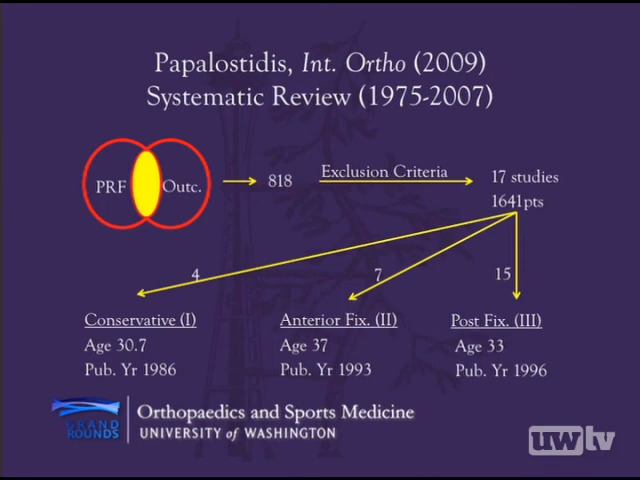 Papalostidis, Int. Ortho (2009)
Systematic Review (1975-2007)
PRF
Outc.
818
Exclusion Criteria
17 studies
1641pts
4
7
15
Conservative (I)
Age 30.7
Pub. Yr 1986
Anterior Fix. (II)
Age 37
Pub. Yr 1993
Post Fix. (III)
Age 33
Pub. Yr 1996
GRAND
ROUNDS
Orthopaedics and Sports Medicine
UNIVERSITY of WASHINGTON
uwtv